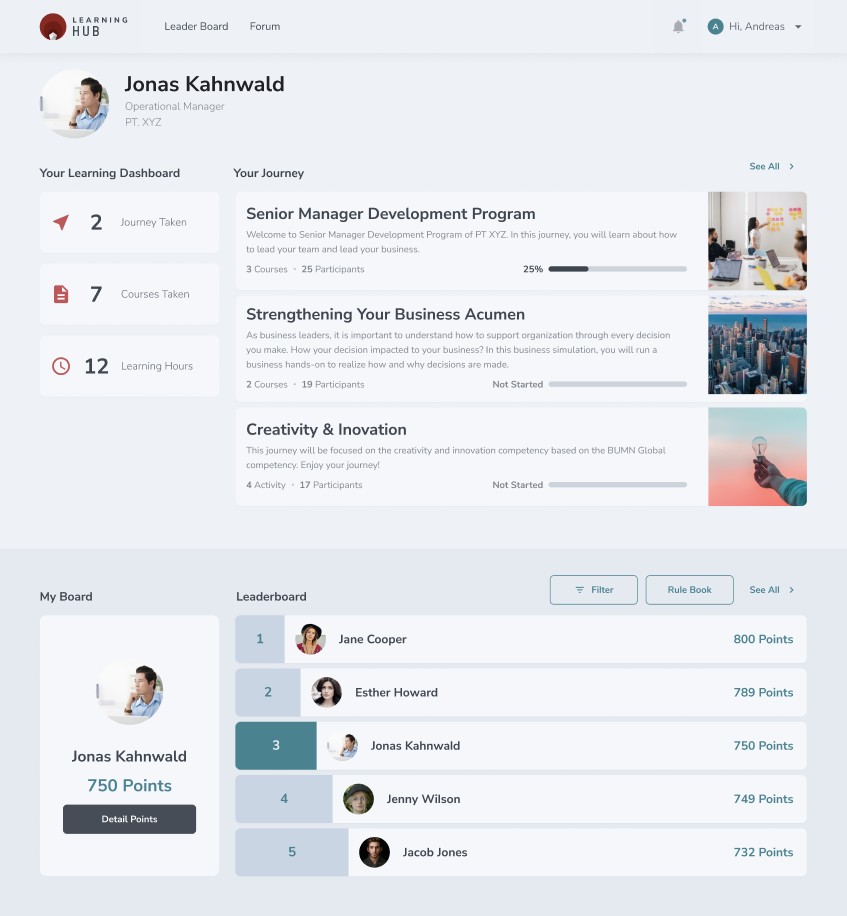 LEARNING
HUB
Leader Board
Forum
A
Hi, Andreas
Jonas Kahnwald
Operational Manager
PT. XYZ
Your Learning Dashboard
2 Journey Taken
7 Courses Taken
12 Learning Hours
Your Journey
See All
Senior Manager Development Program
Welcome to Senior Manager Development Program of PT XYZ. In this journey, you will learn about how
to lead your team and lead your business.
3 Courses • 25 Participants
25%
Strengthening Your Business Acumen
As business leaders, it is important to understand how to support organization through every decision
you make. How your decision impacted to your business? In this business simulation, you will run a
business hands-on to realize how and why decisions are made.
2 Courses • 19 Participants
Not Started
Creativity & Inovation
This journey will be focused on the creativity and innovation competency based on the BUMN Global
competency. Enjoy your journey!
4 Activity • 17 Participants
Not Started
My Board
Jonas Kahnwald
750 Points
Detail Points
Leaderboard
Filter
Rule Book
See All
1 Jane Cooper 800 Points
2 Esther Howard 789 Points
3 Jonas Kahnwald 750 Points
4 Jenny Wilson 749 Points
5 Jacob Jones 732 Points